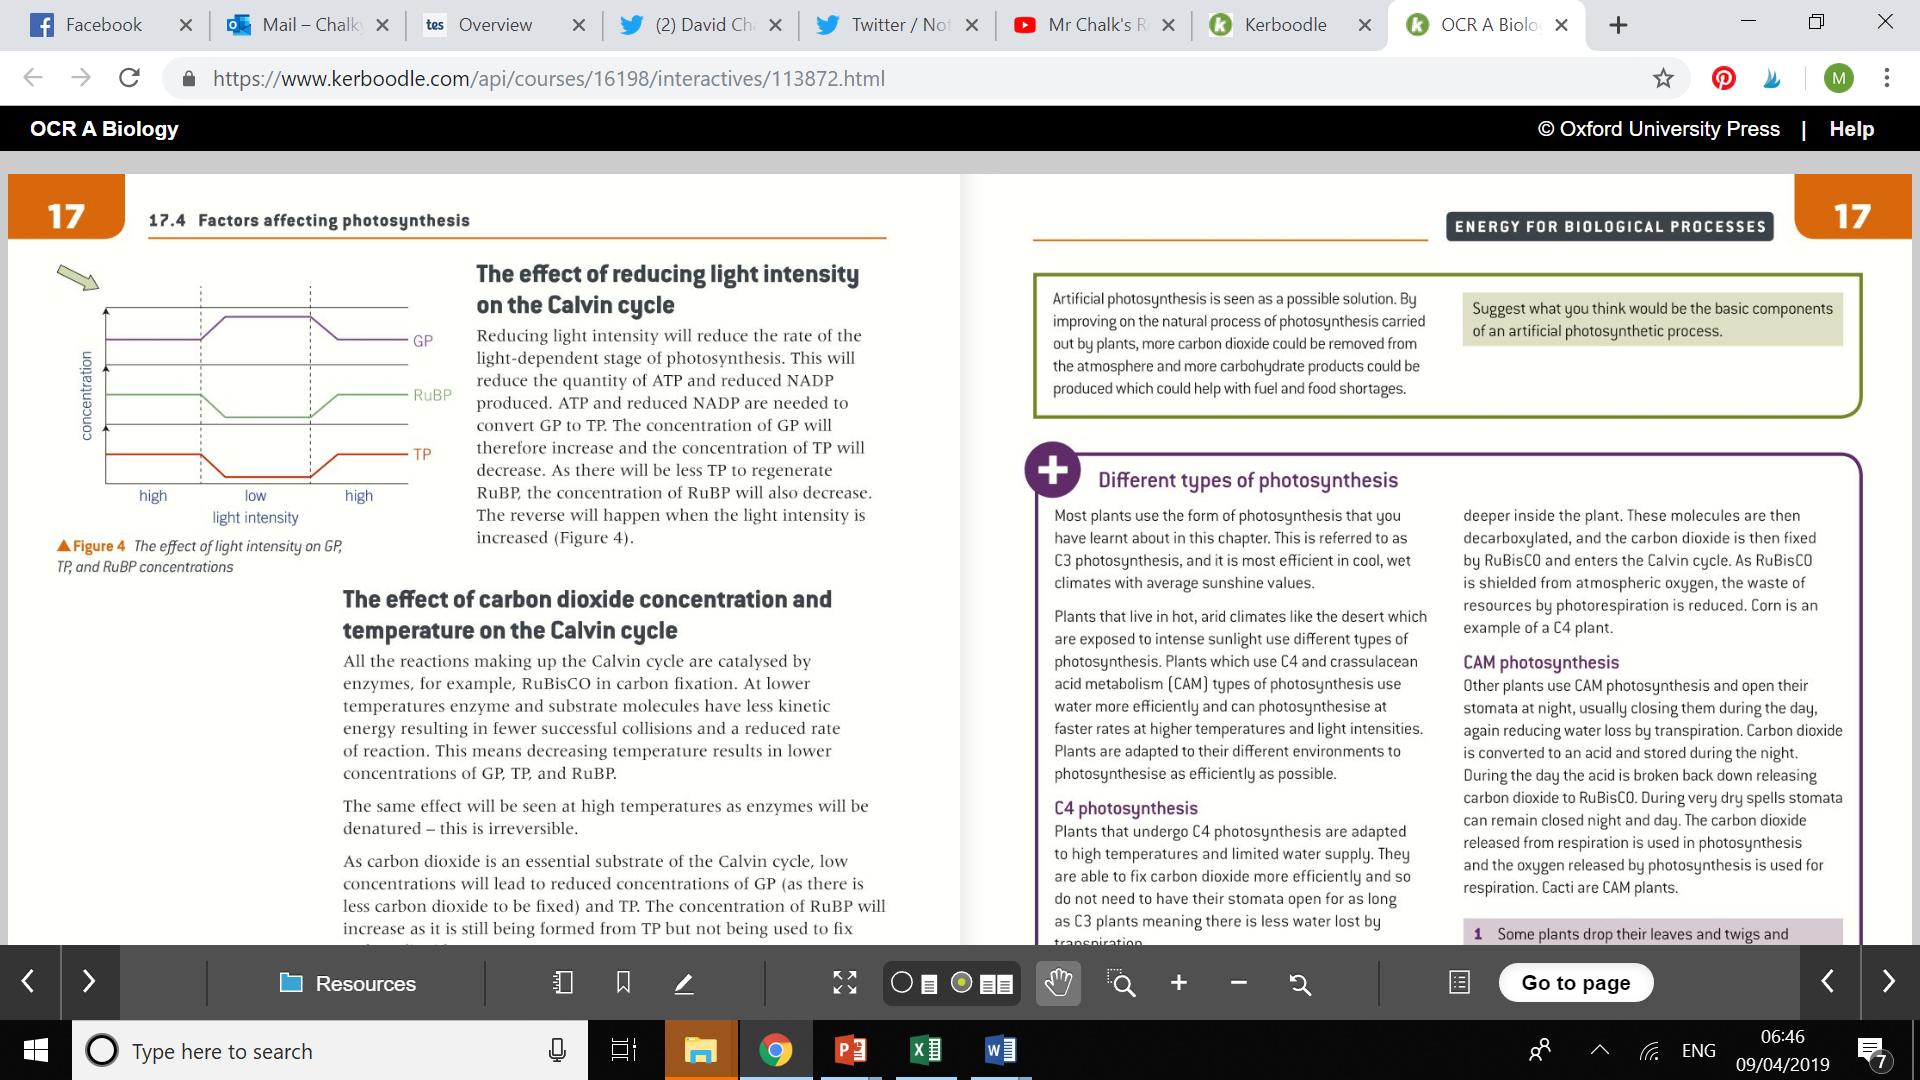 Facebook
Mail – Chalk
tes Overview
(2) David Ch
Twitter / Not
Mr Chalk's R
Kerboodle
OCR A Biolo
https://www.kerboodle.com/api/courses/16198/interactives/113872.html
M
OCR A Biology
© Oxford University Press | Help
17
17.4 Factors affecting photosynthesis
concentration
GP
RuBP
TP
high low high
light intensity
Figure 4 The effect of light intensity on GP,
TP, and RuBP concentrations
The effect of reducing light intensity
on the Calvin cycle
Reducing light intensity will reduce the rate of the
light-dependent stage of photosynthesis. This will
reduce the quantity of ATP and reduced NADP
produced. ATP and reduced NADP are needed to
convert GP to TP. The concentration of GP will
therefore increase and the concentration of TP will
decrease. As there will be less TP to regenerate
RuBP, the concentration of RuBP will also decrease.
The reverse will happen when the light intensity is
increased (Figure 4).
The effect of carbon dioxide concentration and
temperature on the Calvin cycle
All the reactions making up the Calvin cycle are catalysed by
enzymes, for example, RuBisCO in carbon fixation. At lower
temperatures enzyme and substrate molecules have less kinetic
energy resulting in fewer successful collisions and a reduced rate
of reaction. This means decreasing temperature results in lower
concentrations of GP, TP, and RuBP.
The same effect will be seen at high temperatures as enzymes will be
denatured – this is irreversible.
As carbon dioxide is an essential substrate of the Calvin cycle, low
concentrations will lead to reduced concentrations of GP (as there is
less carbon dioxide to be fixed) and TP. The concentration of RuBP will
increase as it is still being formed from TP but not being used to fix
ENERGY FOR BIOLOGICAL PROCESSES
17
Artificial photosynthesis is seen as a possible solution. By
improving on the natural process of photosynthesis carried
out by plants, more carbon dioxide could be removed from
the atmosphere and more carbohydrate products could be
produced which could help with fuel and food shortages.
Suggest what you think would be the basic components
of an artificial photosynthetic process.
Different types of photosynthesis
Most plants use the form of photosynthesis that you
have learnt about in this chapter. This is referred to as
C3 photosynthesis, and it is most efficient in cool, wet
climates with average sunshine values.
Plants that live in hot, arid climates like the desert which
are exposed to intense sunlight use different types of
photosynthesis. Plants which use C4 and crassulacean
acid metabolism (CAM) types of photosynthesis use
water more efficiently and can photosynthesise at
faster rates at higher temperatures and light intensities.
Plants are adapted to their different environments to
photosynthesise as efficiently as possible.
C4 photosynthesis
Plants that undergo C4 photosynthesis are adapted
to high temperatures and limited water supply. They
are able to fix carbon dioxide more efficiently and so
do not need to have their stomata open for as long
as C3 plants meaning there is less water lost by
transpiration
deeper inside the plant. These molecules are then
decarboxylated, and the carbon dioxide is then fixed
by RuBisCO and enters the Calvin cycle. As RuBisCO
is shielded from atmospheric oxygen, the waste of
resources by photorespiration is reduced. Corn is an
example of a C4 plant.
CAM photosynthesis
Other plants use CAM photosynthesis and open their
stomata at night, usually closing them during the day,
again reducing water loss by transpiration. Carbon dioxide
is converted to an acid and stored during the night.
During the day the acid is broken back down releasing
carbon dioxide to RuBisCO. During very dry spells stomata
can remain closed night and day. The carbon dioxide
released from respiration is used in photosynthesis
and the oxygen released by photosynthesis is used for
respiration. Cacti are CAM plants.
1 Some plants drop their leaves and twigs and
Resources
Go to page
Type here to search
ENG
06:46
09/04/2019
7